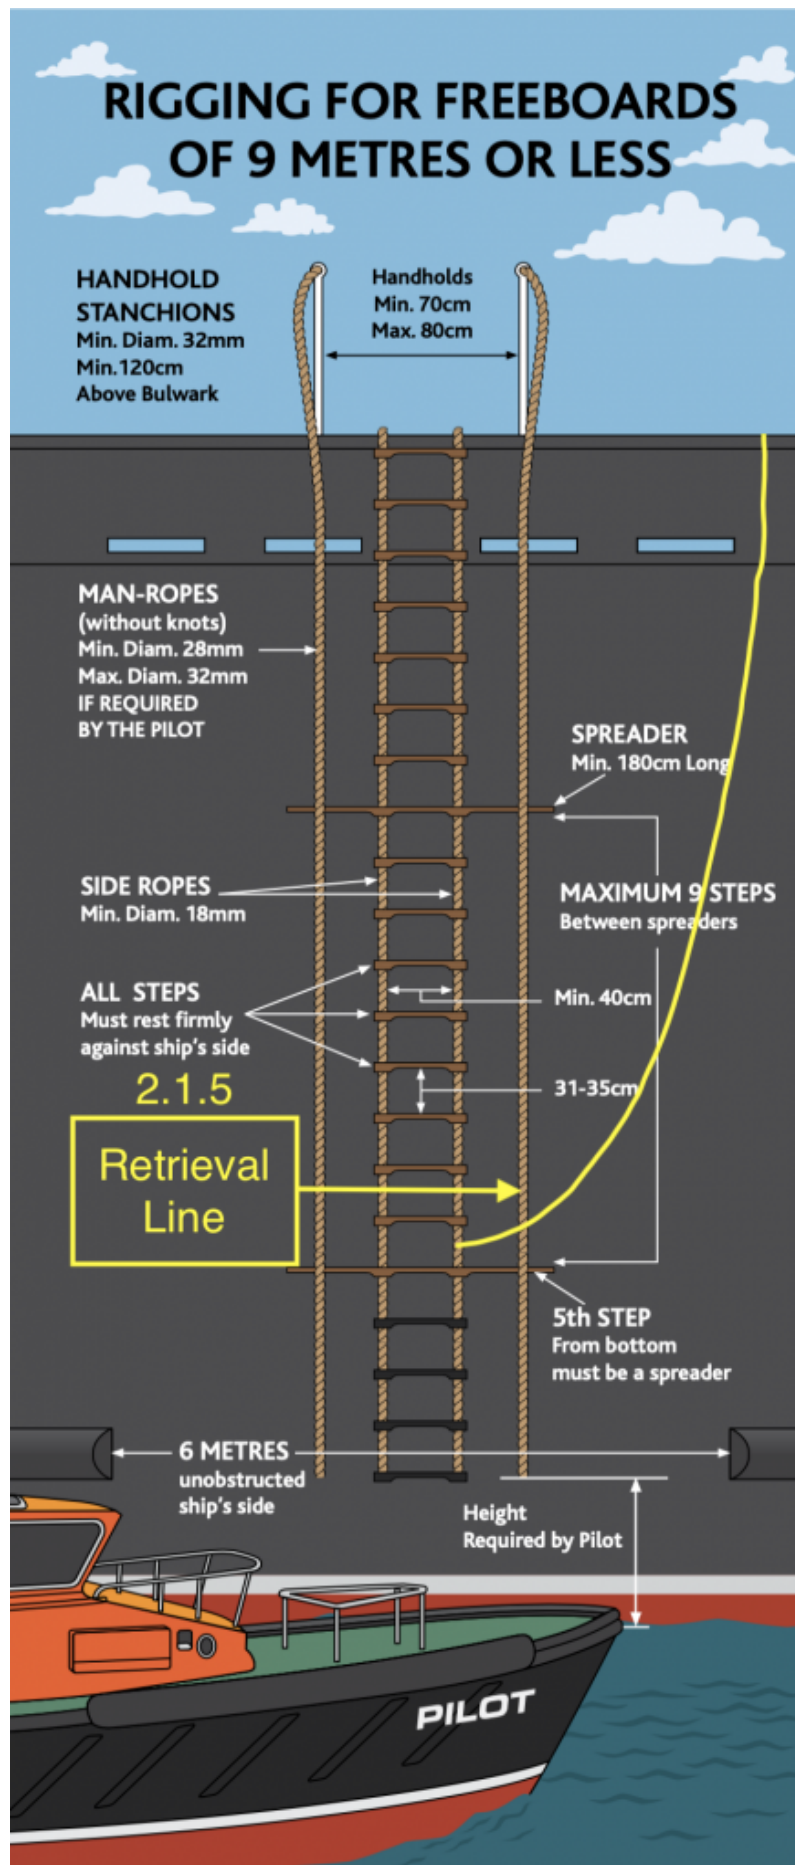 RIGGING FOR FREEBOARDS
OF 9 METRES OR LESS
HANDHOLD
STANCHIONS
Min. Diam. 32mm
Min.120cm
Above Bulwark
Handholds
Min. 70cm
Max. 80cm
MAN-ROPES
(without knots)
Min. Diam. 28mm
Max. Diam. 32mm
IF REQUIRED
BY THE PILOT
SPREADER
Min. 180cm Long
SIDE ROPES
Min. Diam. 18mm
MAXIMUM 9 STEPS
Between spreaders
ALL STEPS
Must rest firmly
against ship's side
Min. 40cm
31-35cm
2.1.5
Retrieval
Line
5th STEP
From bottom
must be a spreader
6 METRES
unobstructed
ship's side
Height
Required by Pilot
PILOT